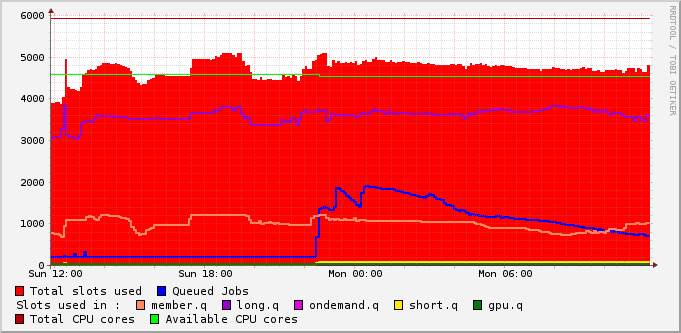 6000
5000
4000
3000
2000
1000
0
Sun 12:00 Sun 18:00 Mon 00:00 Mon 06:00
Total slots used Queued Jobs
Slots used in : member.q long.q ondemand.q short.q gpu.q
Total CPU cores Available CPU cores
RRDTOOL / TOBI OETIKER